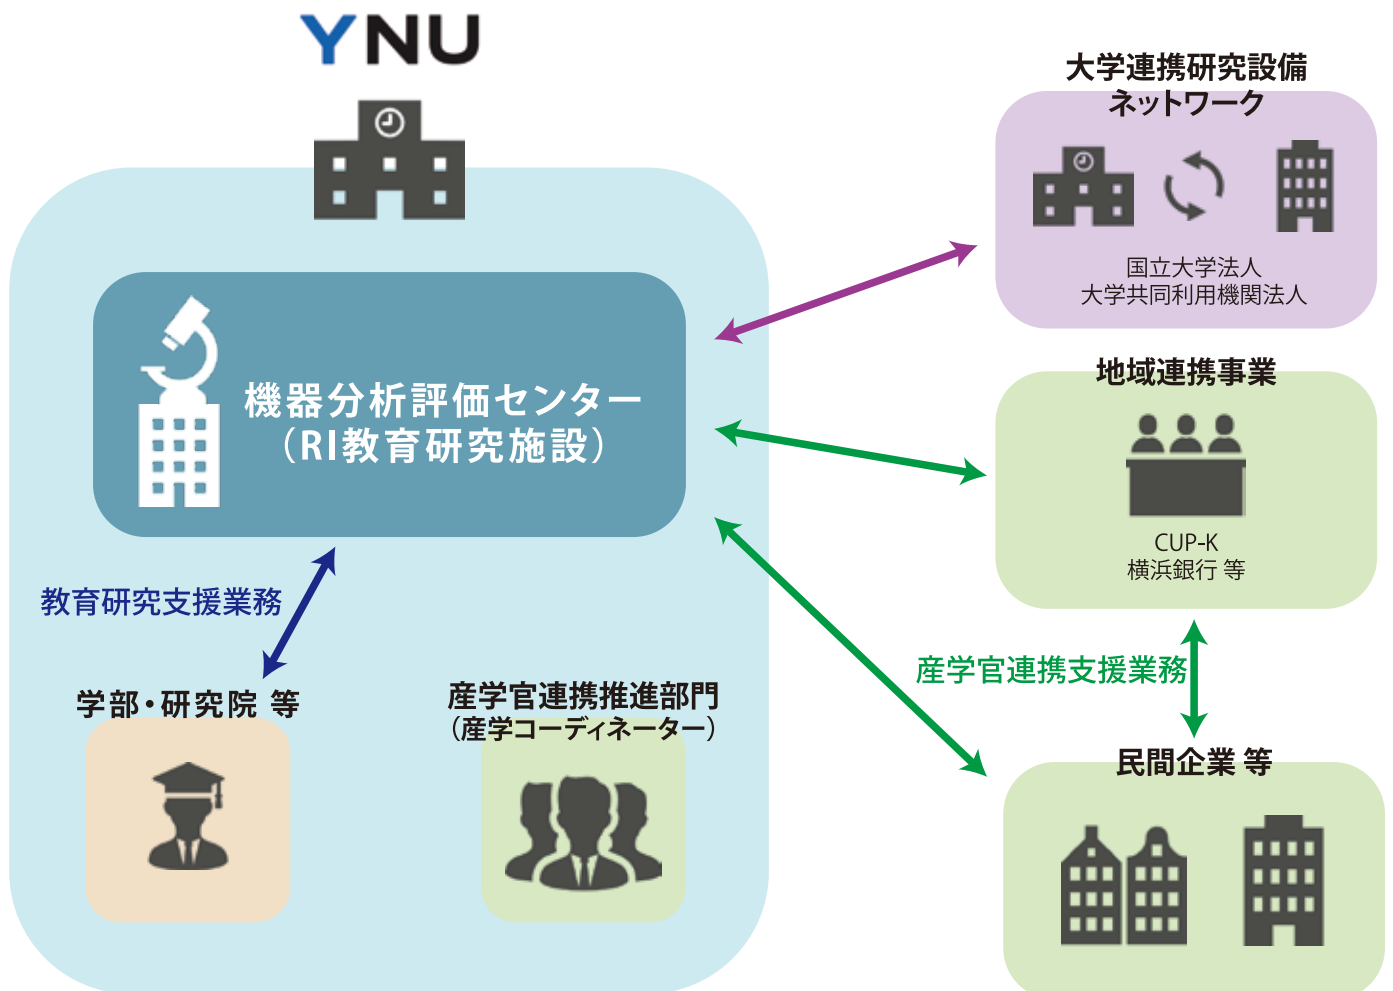 YNU
機器分析評価センター
（RI教育研究施設）
教育研究支援業務
学部・研究院 等
産学官連携推進部門
（産学コーディネーター）
大学連携研究設備
ネットワーク
国立大学法人
大学共同利用機関法人
地域連携事業
CUP-K
横浜銀行 等
産学官連携支援業務
民間企業 等